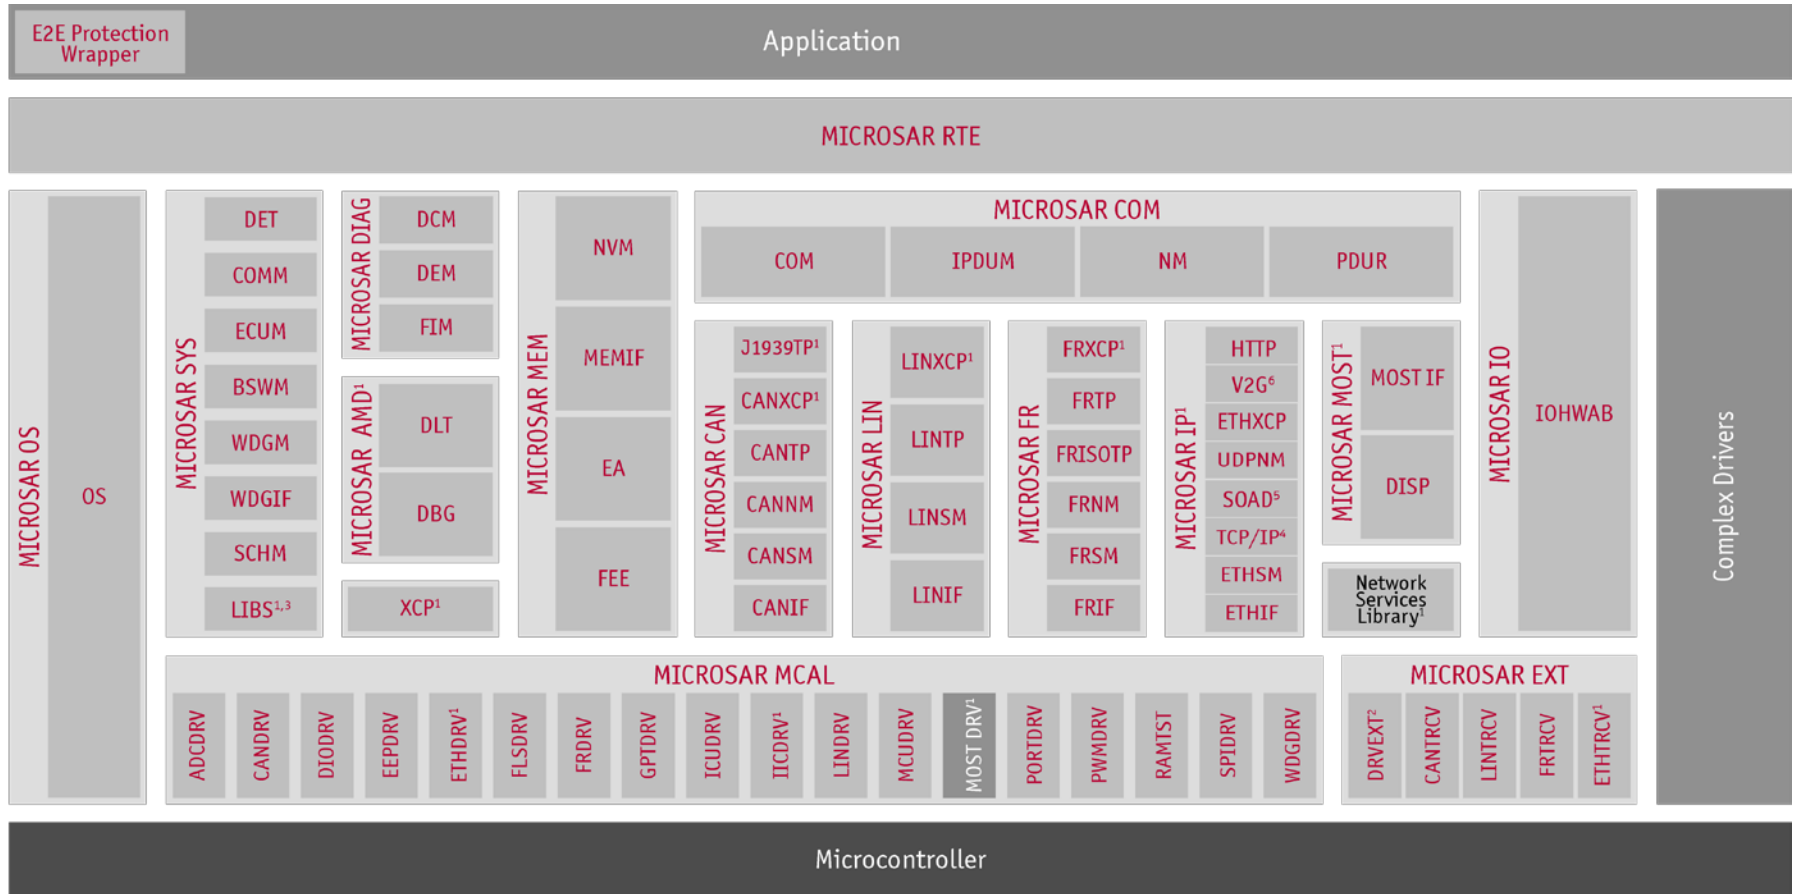 E2E Protection
Wrapper
Application
MICROSAR RTE
MICROSAR OS
OS
MICROSAR SYS
DET
COMM
ECUM
BSWM
WDGM
WDGIF
SCHM
LIBS¹,³
MICROSAR DIAG
DCM
DEM
FIM
MICROSAR AMD¹
DLT
DBG
XCP¹
MICROSAR MEM
NVM
MEMIF
EA
FEE
MICROSAR COM
COM
IPDUM
NM
PDUR
MICROSAR CAN
J1939TP¹
CANXCP¹
CANTP
CANNM
CANSM
CANIF
MICROSAR LIN
LINXCP¹
LINTP
LINSM
LINIF
MICROSAR FR
FRXCP¹
FRTP
FRISOTP
FRNM
FRSM
FRIF
MICROSAR IP¹
HTTP
V2G⁶
ETHXCP
UDPNM
SOAD⁵
TCP/IP⁴
ETHSM
ETHIF
MICROSAR MOST¹
MOST IF
DISP
Network
Services
Library¹
MICROSAR IO
IOHWAB
Complex Drivers
MICROSAR MCAL
ADCDRV
CANDRV
DIODRV
EEPDRV
ETHDRV¹
FLSDRV
FRDRV
GPTDRV
ICUDRV
IICDRV¹
LINDRV
MCUDRV
MOST DRV¹
PORTDRV
PWMDRV
RAMTST
SPIDRV
WDGDRV
MICROSAR EXT
DRVEXT²
CANTRCV
LINTRCV
FRTRCV
ETHTRCV¹
Microcontroller